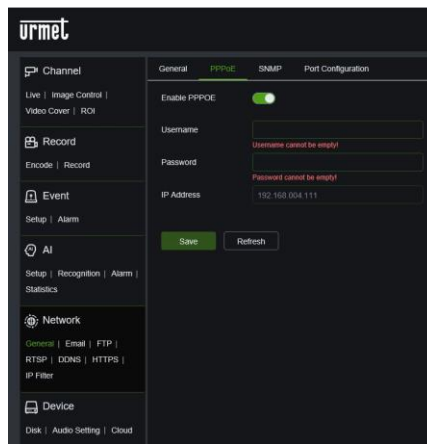 urmet
Channel
Live | Image Control |
Video Cover | ROI
Record
Encode | Record
Event
Setup | Alarm
AI
Setup | Recognition | Alarm |
Statistics
Network
General | Email | FTP |
RTSP | DDNS | HTTPS |
IP Filter
Device
Disk | Audio Setting | Cloud
General PPPoE SNMP Port Configuration
Enable PPPOE
Username
Username cannot be empty!
Password
Password cannot be empty!
IP Address 192.168.004.111
Save Refresh